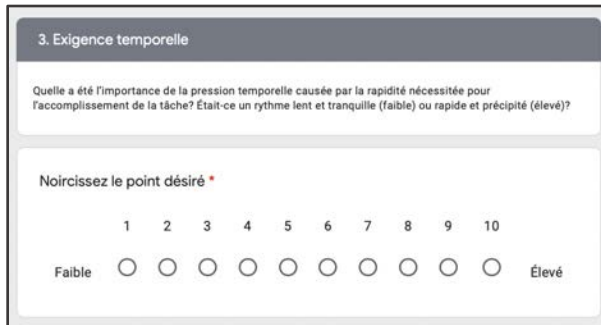 3. Exigence temporelle
Quelle a été l'importance de la pression temporelle causée par la rapidité nécessitée pour
l'accomplissement de la tâche? Était-ce un rythme lent et tranquille (faible) ou rapide et précipité (élevé)?
Noircissez le point désiré *
1 2 3 4 5 6 7 8 9 10
Faible Élevé